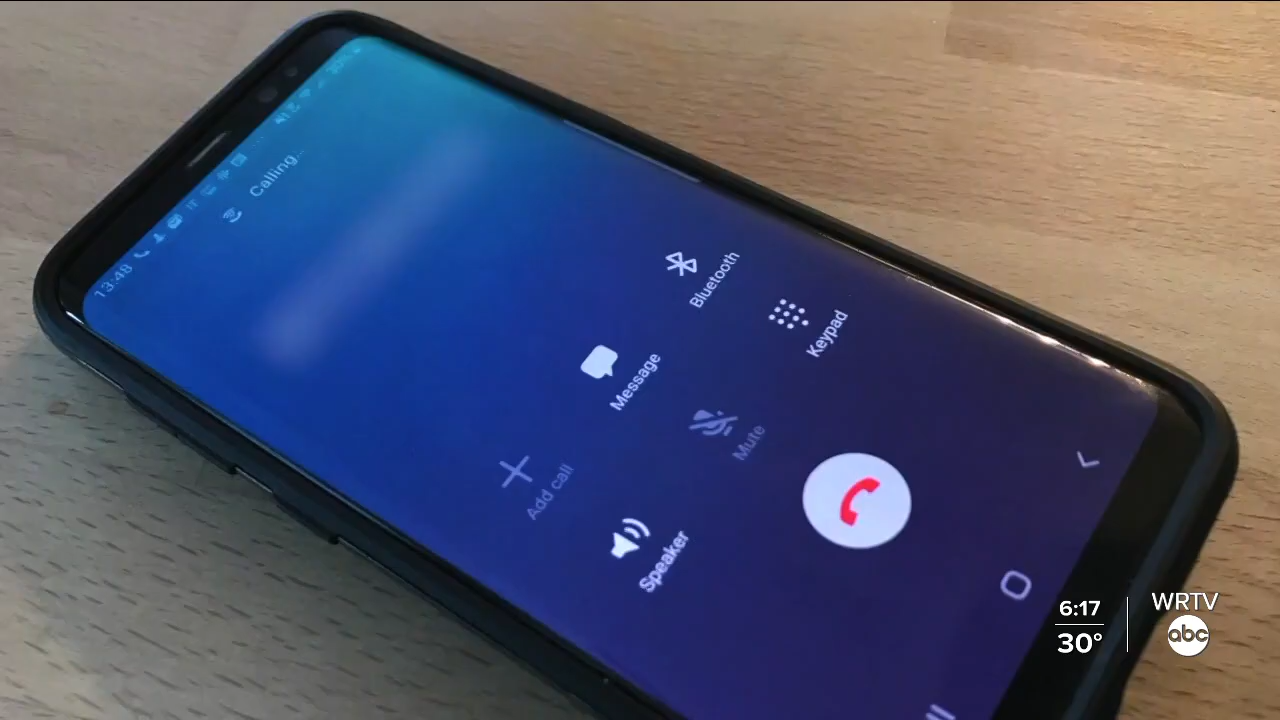 13:48
Calling...
Bluetooth
Keypad
Message
Mute
Add call
Speaker
6:17
30°
WRTV
abc